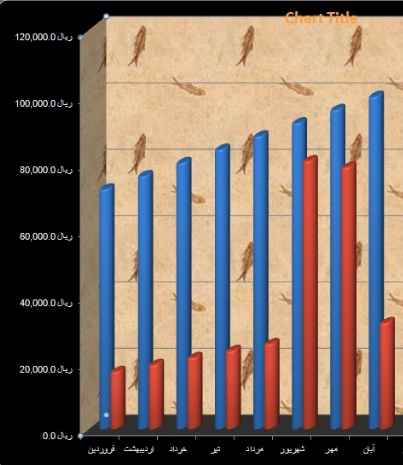 Chart Title
ریال 120,000.0
ریال 100,000.0
ریال 80,000.0
ریال 60,000.0
ریال 40,000.0
ریال 20,000.0
ریال 0.0
فروردین اردیبهشت خرداد تیر مرداد شهریور مهر آبان